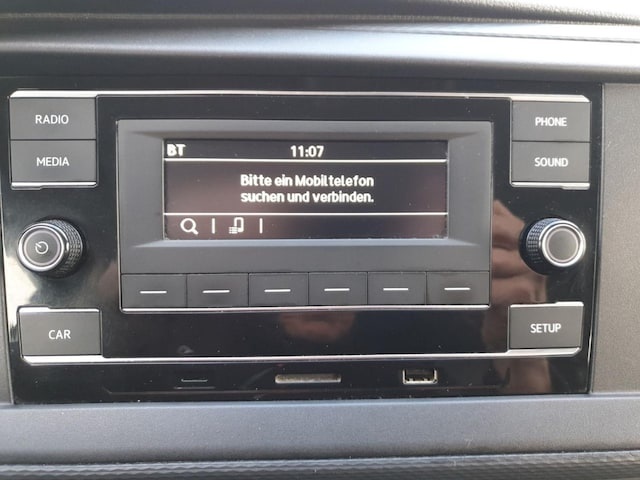 RADIO
MEDIA
BT 11:07
Bitte ein Mobiltelefon
suchen und verbinden.
PHONE
SOUND
CAR
SETUP